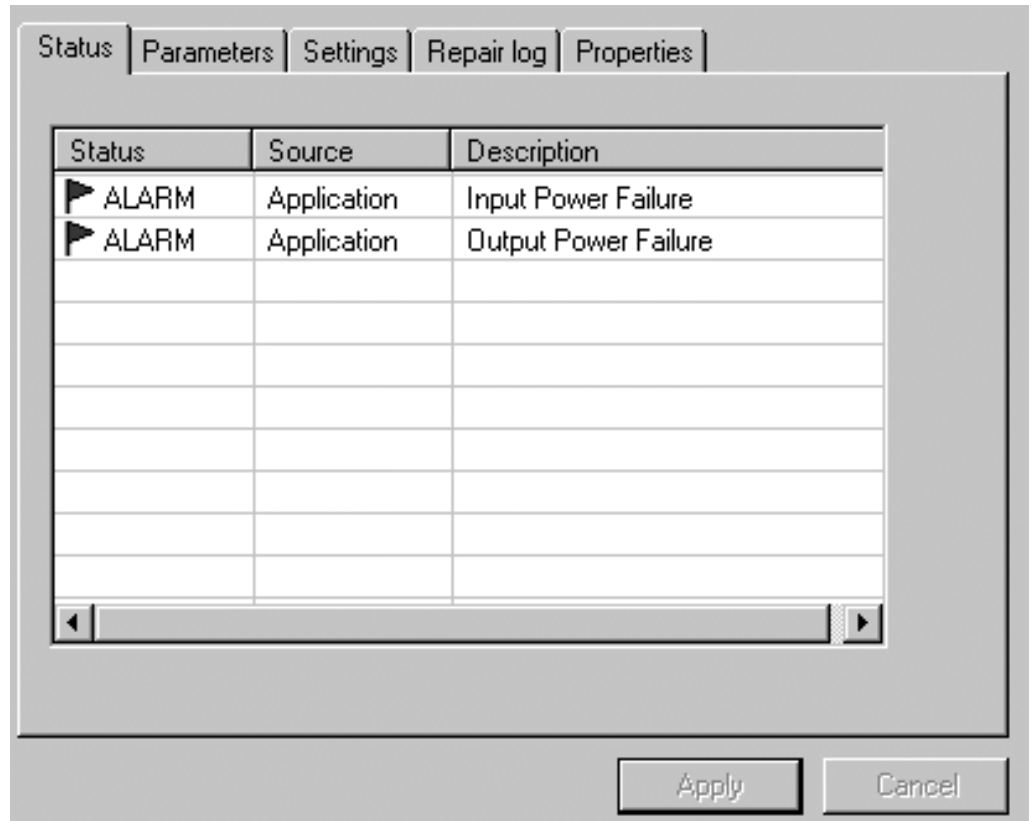 Status Parameters Settings Repair log Properties
Status Source Description
ALARM Application Input Power Failure
ALARM Application Output Power Failure
Apply Cancel